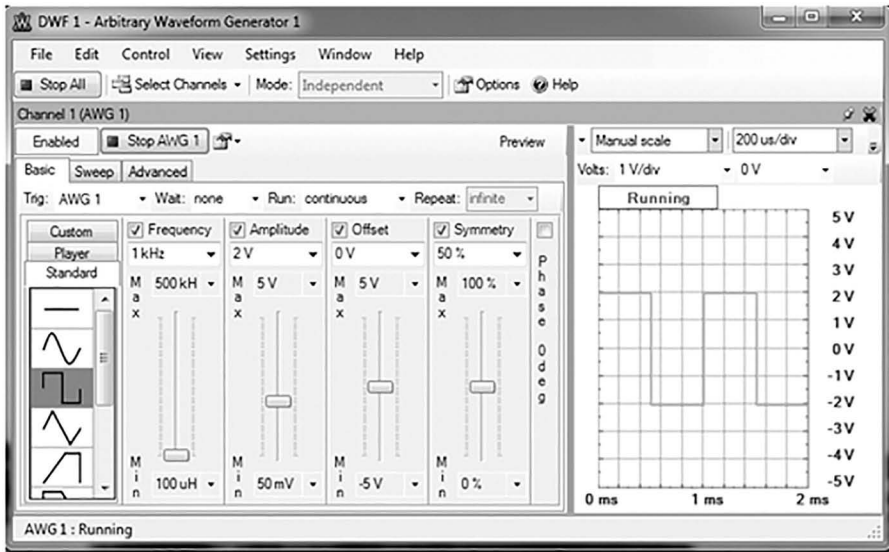 DWF 1 - Arbitrary Waveform Generator 1
File Edit Control View Settings Window Help
Stop All Select Channels Mode: Independent Options Help
Channel 1 (AWG 1)
Enabled Stop AWG 1 Preview
Manual scale 200 us/div
Basic Sweep Advanced
Volts: 1 V/div 0 V
Trig: AWG 1 Wait: none Run: continuous Repeat: infinite
Running
Custom
Player
Standard
Frequency Amplitude Offset Symmetry
1 kHz 2 V 0 V 50 %
Max 500 kH Max 5 V Max 5 V Max 100 %
Min 100 uH Min 50 mV Min -5 V Min 0 %
Phase 0 deg
5 V
4 V
3 V
2 V
1 V
0 V
-1 V
-2 V
-3 V
-4 V
-5 V
0 ms 1 ms 2 ms
AWG 1 : Running